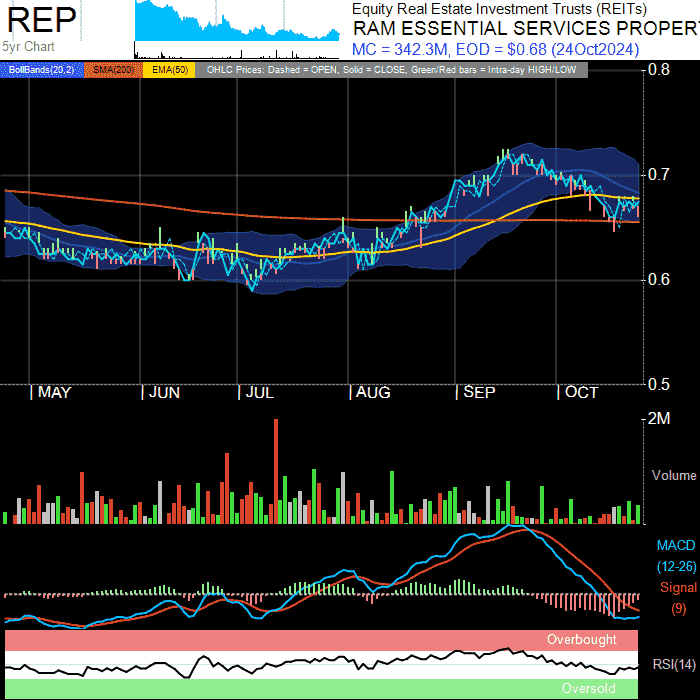 REP
5yr Chart
Equity Real Estate Investment Trusts (REITs)
RAM ESSENTIAL SERVICES PROPER
MC = 342.3M, EOD = $0.68 (24Oct2024)
BollBands(20,2) SMA(200) EMA(50) OHLC Prices: Dashed = OPEN, Solid = CLOSE, Green/Red bars = Intra-day HIGH/LOW
0.8
0.7
0.6
0.5
| MAY | JUN | JUL | AUG | SEP | OCT
2M
Volume
MACD
(12-26)
Signal
(9)
Overbought
RSI(14)
Oversold